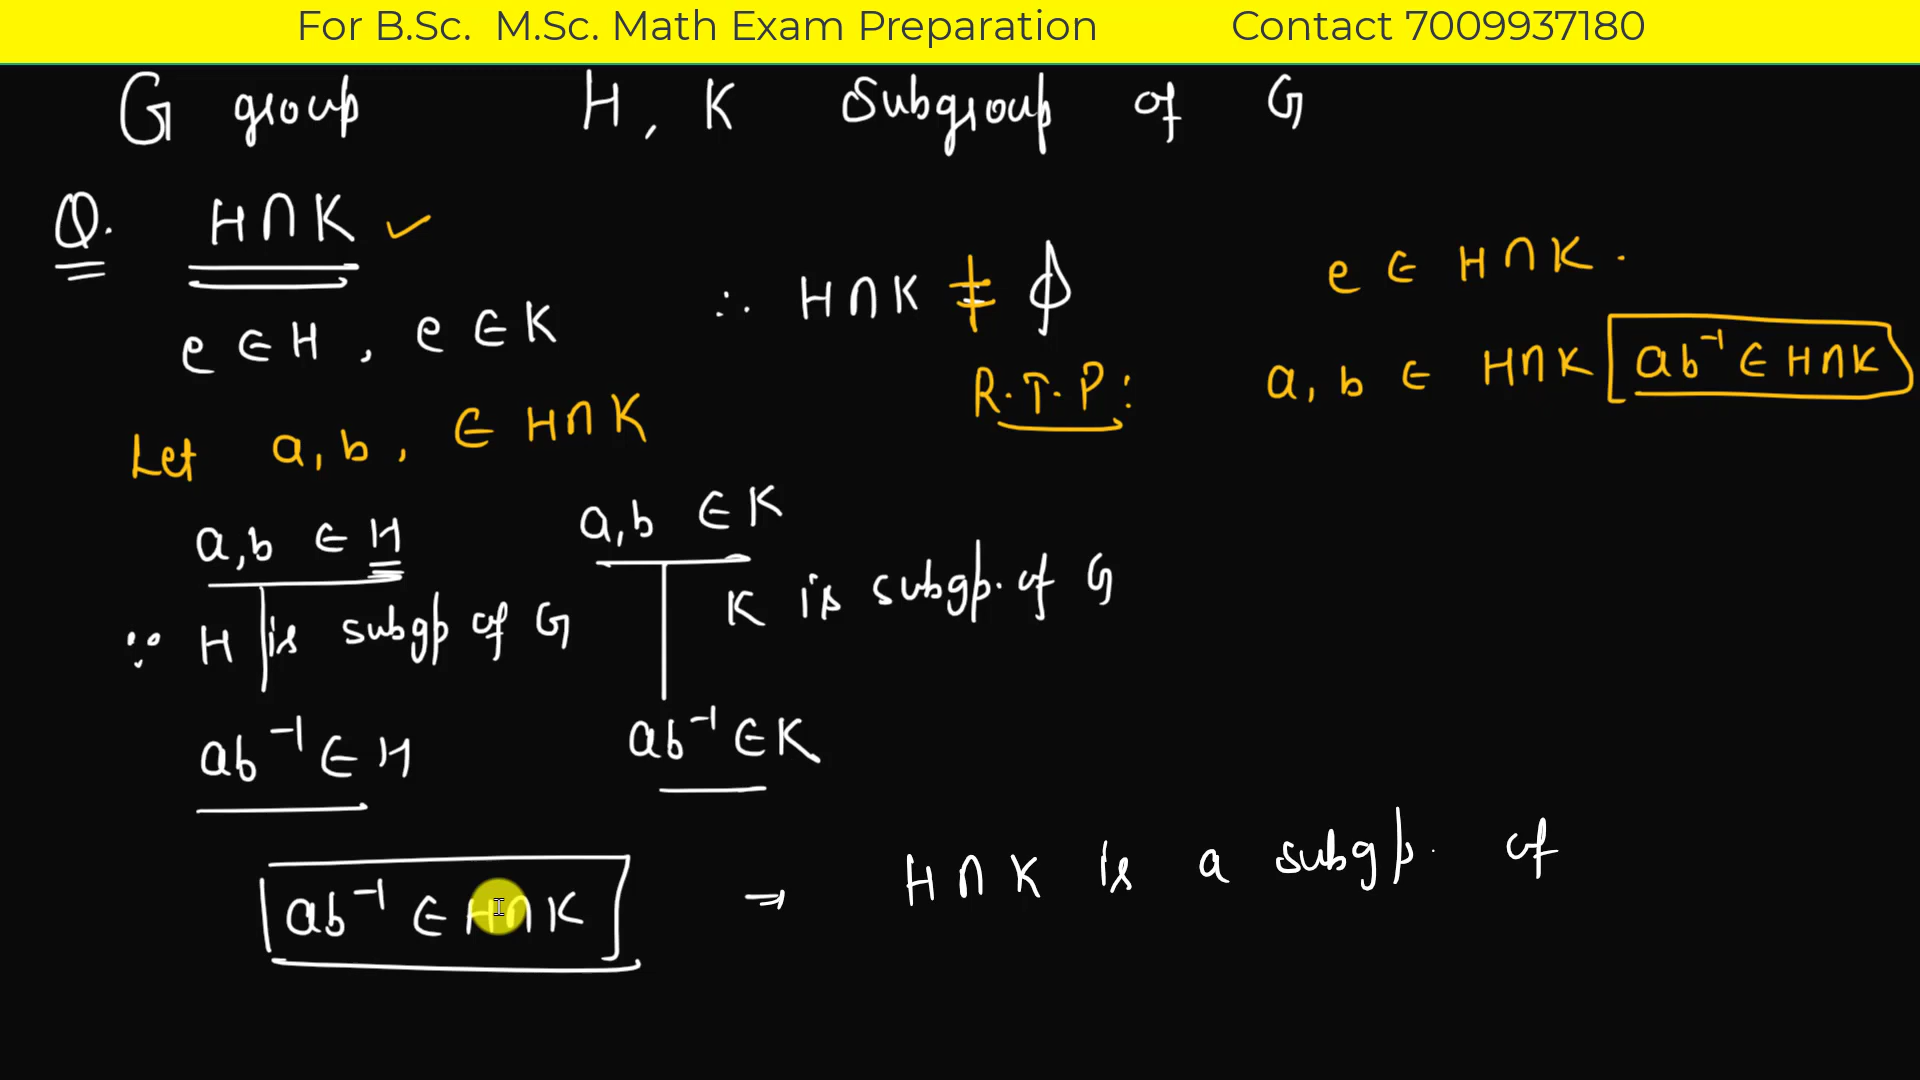 For B.Sc. M.Sc. Math Exam Preparation Contact 7009937180
G group H, K Subgroup of G
Q. H∩K ✓
e ∈ H∩K.
e ∈ H, e ∈ K ∴ H∩K ≠ ϕ
R.T.P: a, b ∈ H∩K ab⁻¹ ∈ H∩K
Let a, b, ∈ H∩K
a,b ∈ H a,b ∈ K
∵ H is subgp of G K is subgp. of G
ab⁻¹ ∈ H ab⁻¹ ∈ K
ab⁻¹ ∈ H∩K ⇒ H∩K is a subgp. of